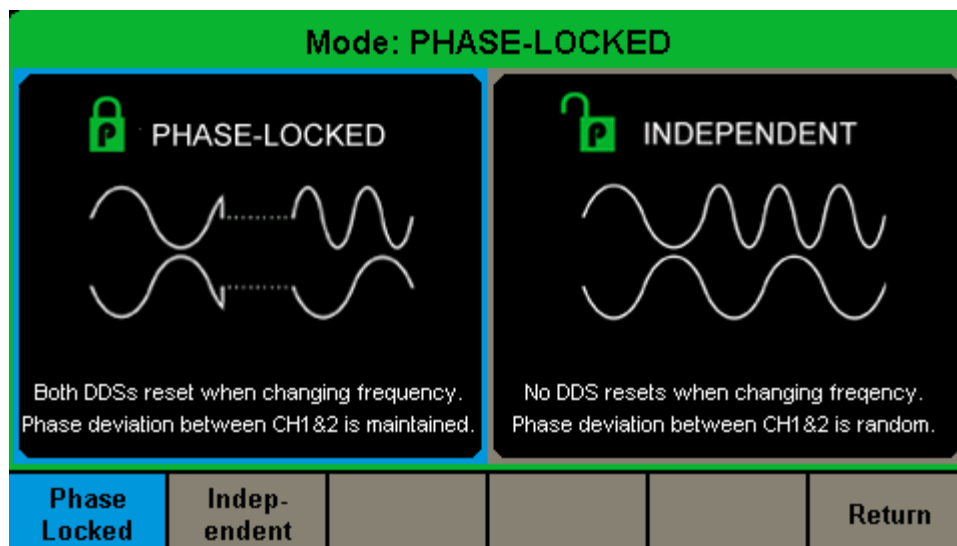 Mode: PHASE-LOCKED
PHASE-LOCKED
Both DDSs reset when changing frequency.
Phase deviation between CH1&2 is maintained.
INDEPENDENT
No DDS resets when changing freqency.
Phase deviation between CH1&2 is random.
Phase
Locked
Indep-
endent
Return